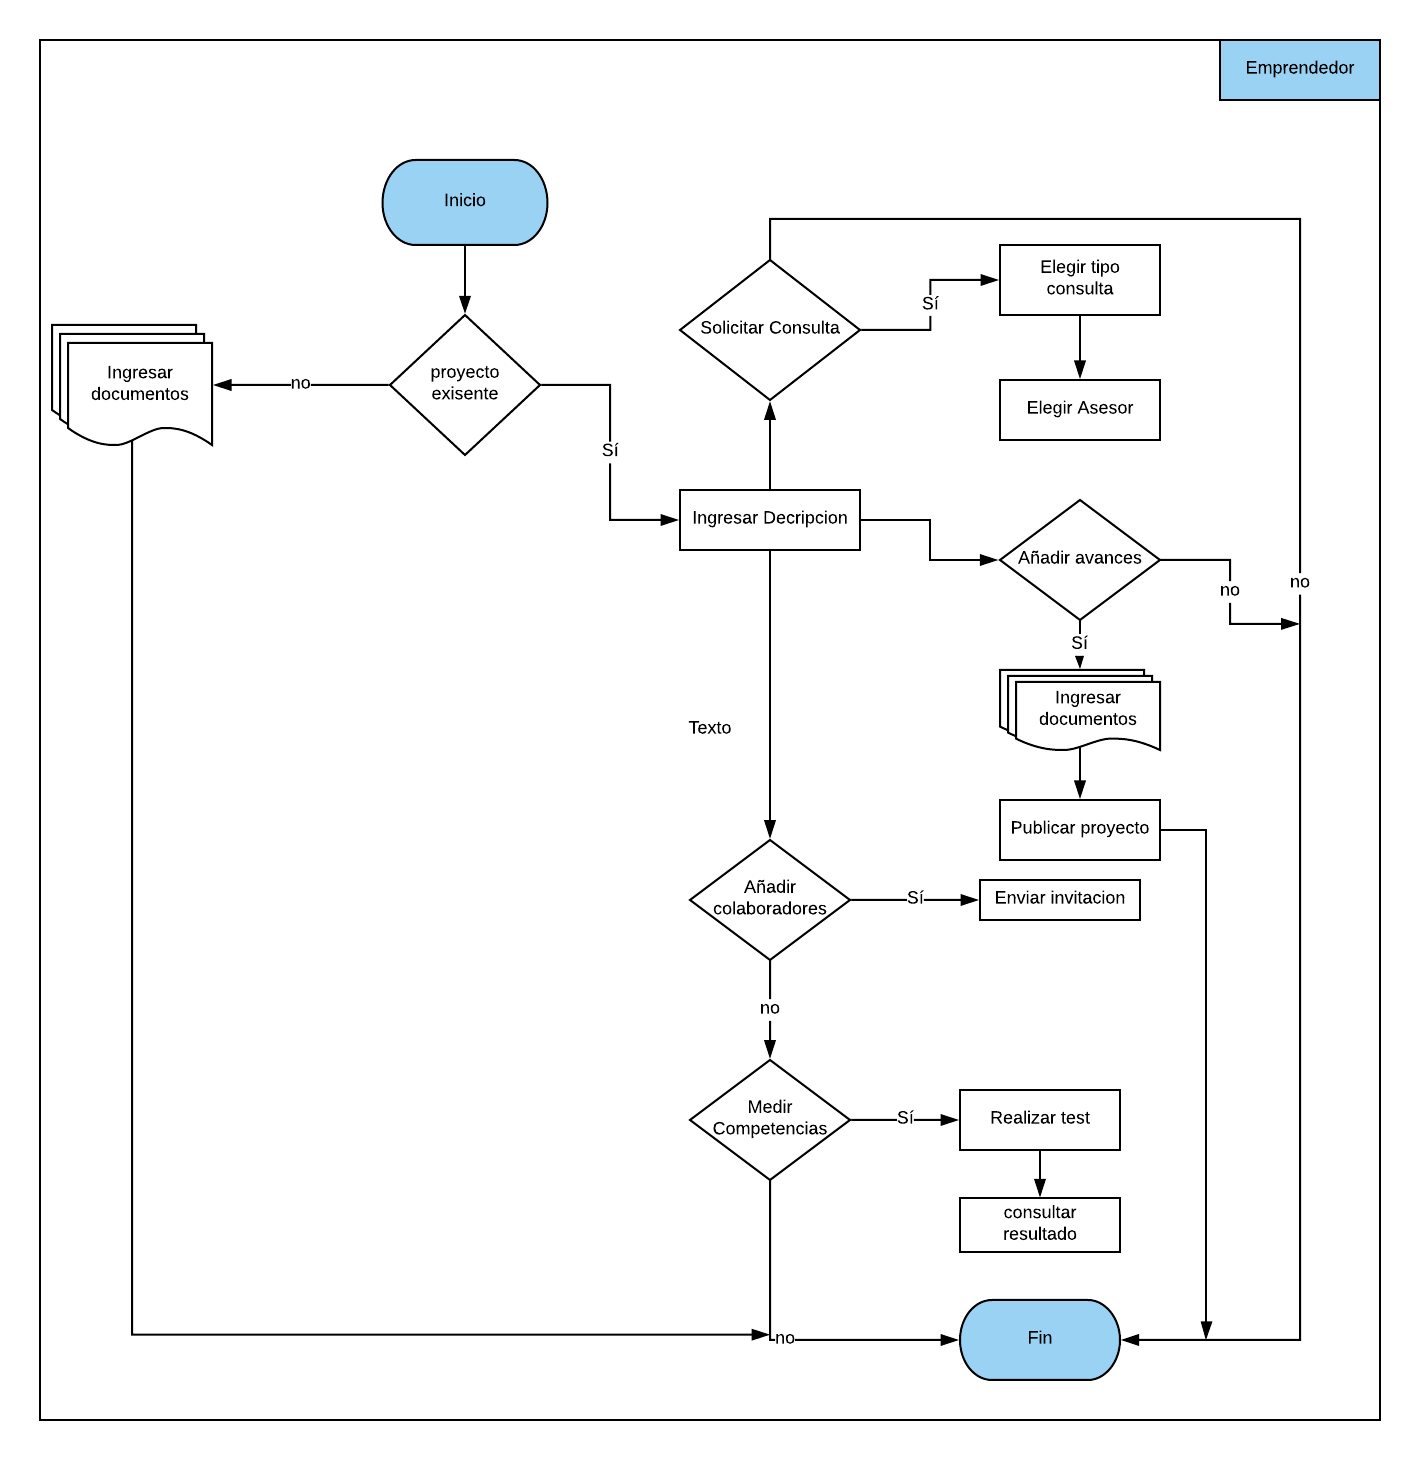 Emprendedor
Inicio
Elegir tipo
consulta
Sí
Solicitar Consulta
Ingresar
documentos
no
proyecto
exisente
Elegir Asesor
Sí
Ingresar Decripcion
Añadir avances
no
no
Sí
Ingresar
documentos
Texto
Publicar proyecto
Añadir
colaboradores
Sí
Enviar invitacion
no
Medir
Competencias
Sí
Realizar test
consultar
resultado
no
Fin